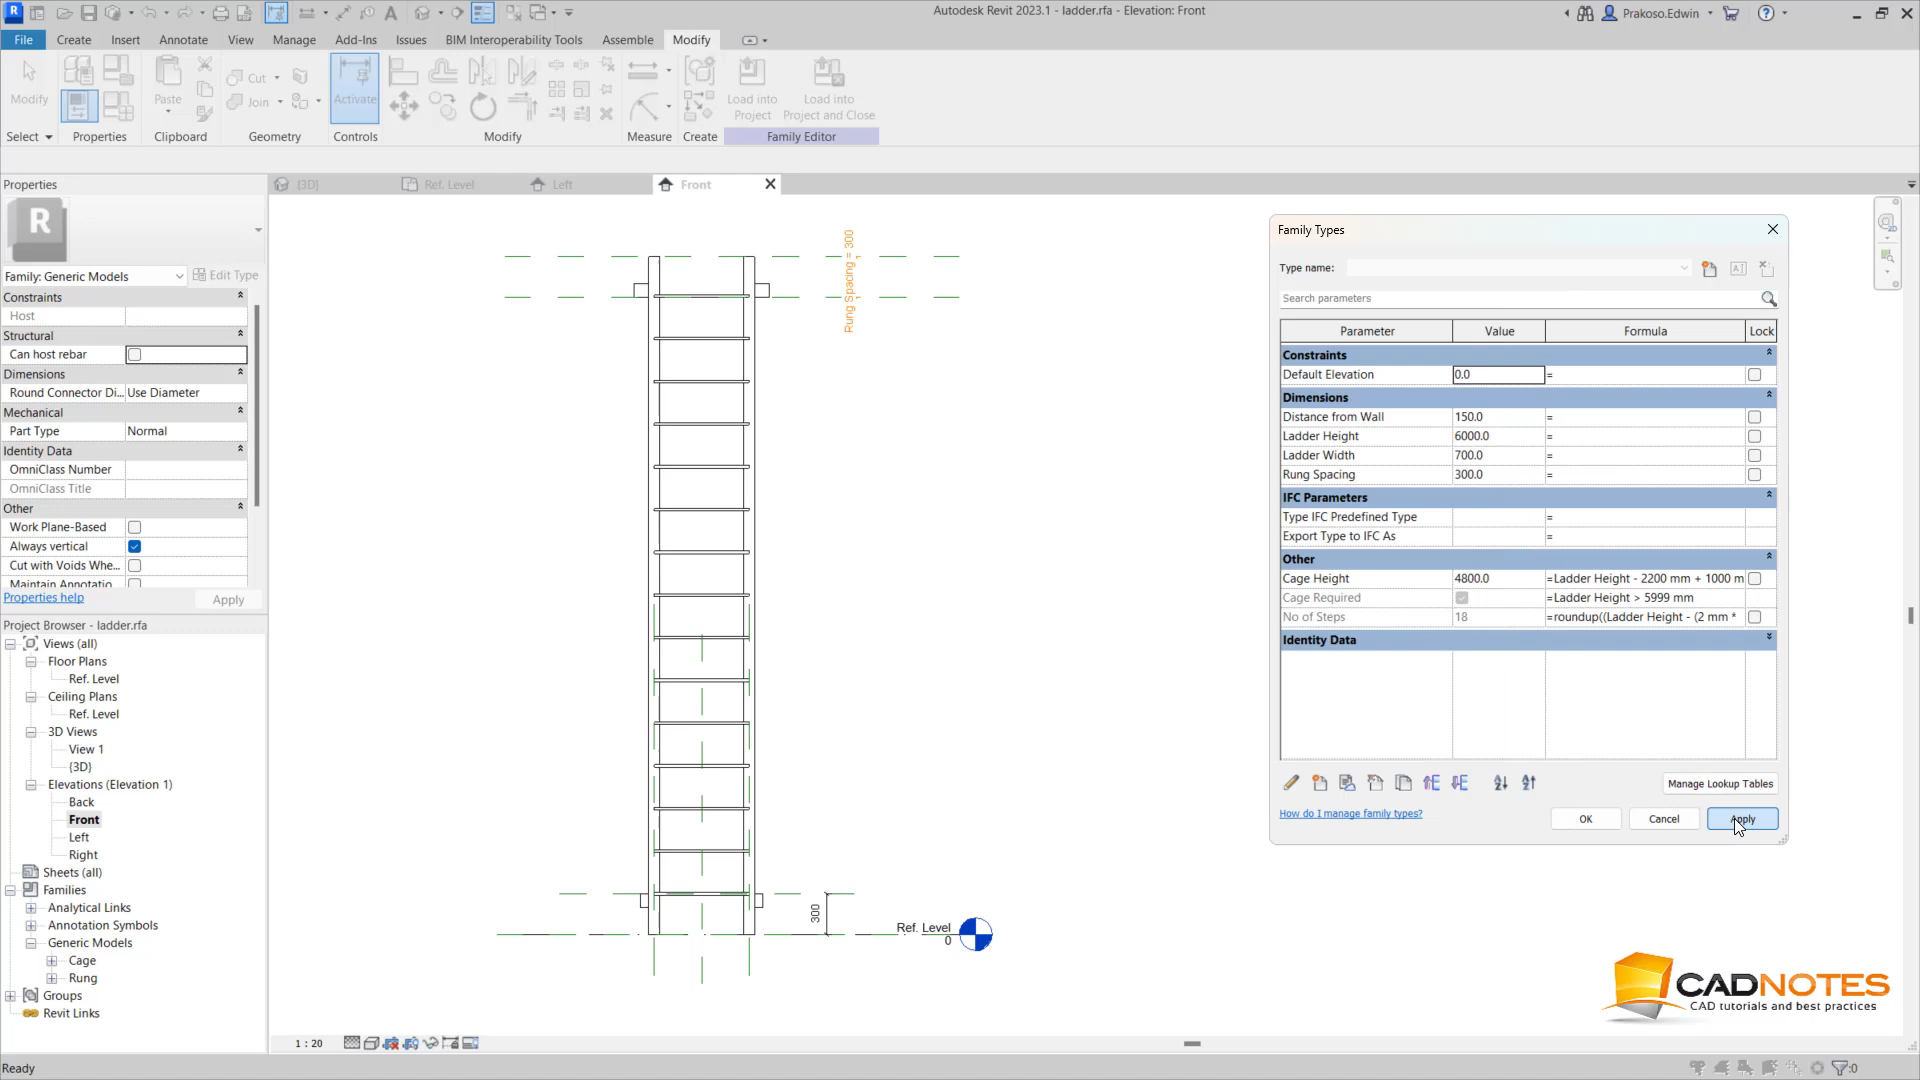 Autodesk Revit 2023.1 - ladder.rfa - Elevation: Front
Prakoso.Edwin
File Create Insert Annotate View Manage Add-Ins Issues BIM Interoperability Tools Assemble Modify
Modify
Paste
Cut
Join
Activate
Load into
Project
Load into
Project and Close
Select Properties Clipboard Geometry Controls Modify Measure Create Family Editor
Properties
{3D} Ref. Level Left Front
R
Family: Generic Models Edit Type
Constraints
Host
Structural
Can host rebar
Dimensions
Round Connector Di... Use Diameter
Mechanical
Part Type Normal
Identity Data
OmniClass Number
OmniClass Title
Other
Work Plane-Based
Always vertical
Cut with Voids Whe...
Maintain Annotatio
Properties help Apply
Project Browser - ladder.rfa
Views (all)
Floor Plans
Ref. Level
Ceiling Plans
Ref. Level
3D Views
View 1
{3D}
Elevations (Elevation 1)
Back
Front
Left
Right
Sheets (all)
Families
Analytical Links
Annotation Symbols
Generic Models
Cage
Rung
Groups
Revit Links
Rung Spacing = 300
300
Ref. Level
0
1 : 20
Ready
:0
Family Types
Type name:
Search parameters
Parameter Value Formula Lock
Constraints
Default Elevation 0.0 =
Dimensions
Distance from Wall 150.0 =
Ladder Height 6000.0 =
Ladder Width 700.0 =
Rung Spacing 300.0 =
IFC Parameters
Type IFC Predefined Type =
Export Type to IFC As =
Other
Cage Height 4800.0 =Ladder Height - 2200 mm + 1000 m
Cage Required =Ladder Height > 5999 mm
No of Steps 18 =roundup((Ladder Height - (2 mm *
Identity Data
Manage Lookup Tables
How do I manage family types?
OK Cancel Apply
CADNOTES
CAD tutorials and best practices